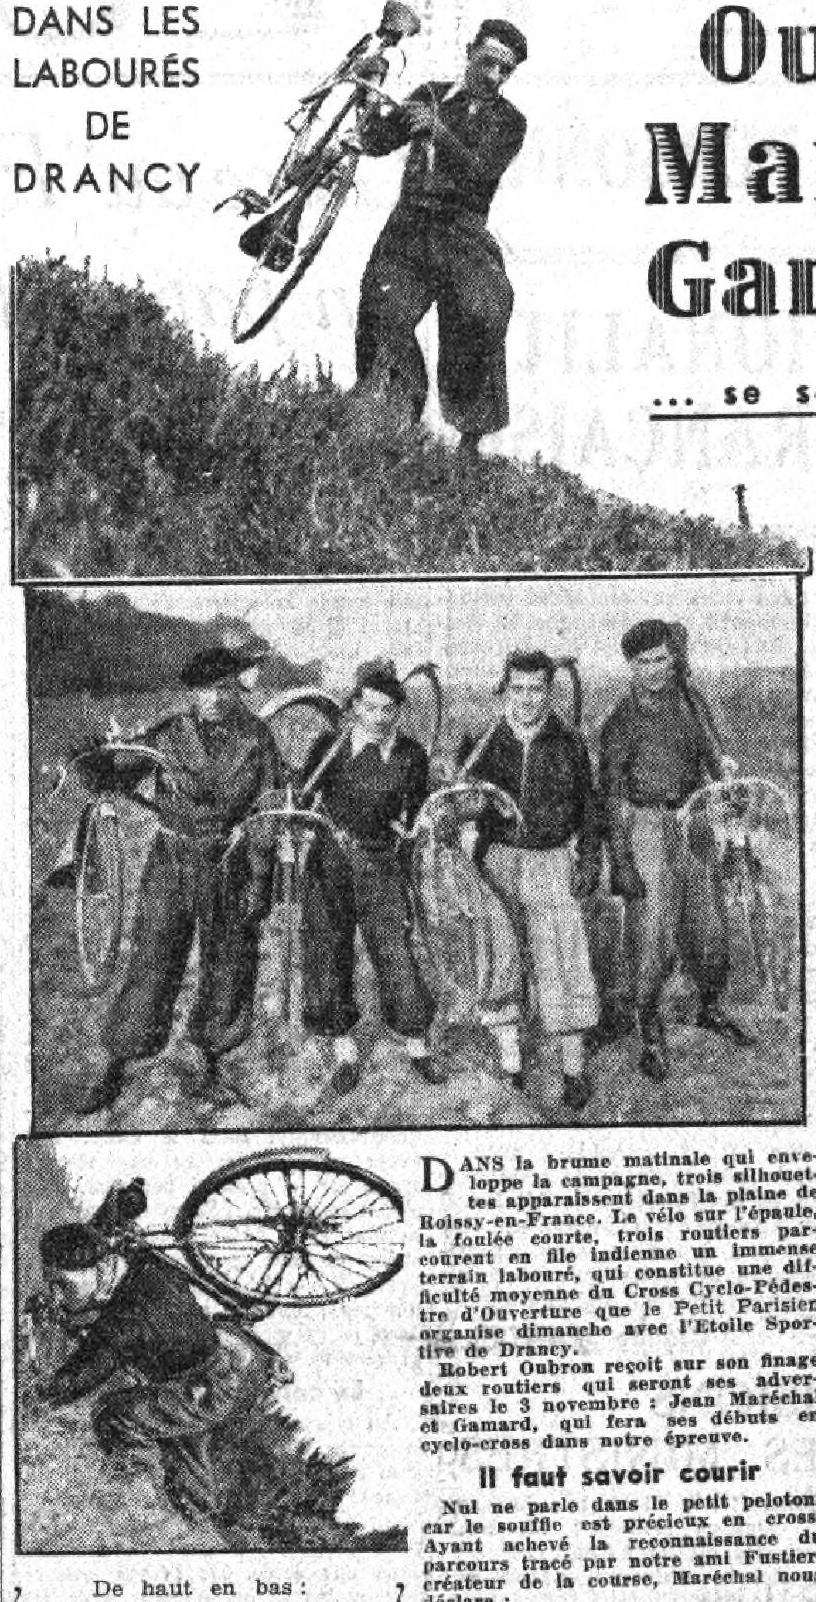 DANS LES
LABOURÉS
DE
DRANCY
Ou
Ma
Gar
... se s
DANS la brume matinale qui enve-
loppe la campagne, trois silhouet-
tes apparaissent dans la plaine de
Roissy-en-France. Le vélo sur l'épaule,
la foulée courte, trois routiers par-
courent en file indienne un immense
terrain labouré, qui constitue une dif-
ficulté moyenne du Cross Cyclo-Pédes-
tre d'Ouverture que le Petit Parisien
organise dimanche avec l'Etoile Spor-
tive de Drancy.
Robert Oubron reçoit sur son finage
deux routiers qui seront ses adver-
saires le 3 novembre : Jean Maréchal
et Gamard, qui fera ses débuts en
cyclo-cross dans notre épreuve.
Il faut savoir courir
Nul ne parle dans le petit peloton
car le souffle est précieux en cross
Ayant achevé la reconnaissance du
parcours tracé par notre ami Fustier
créateur de la course, Maréchal nous
déclare :
De haut en bas :